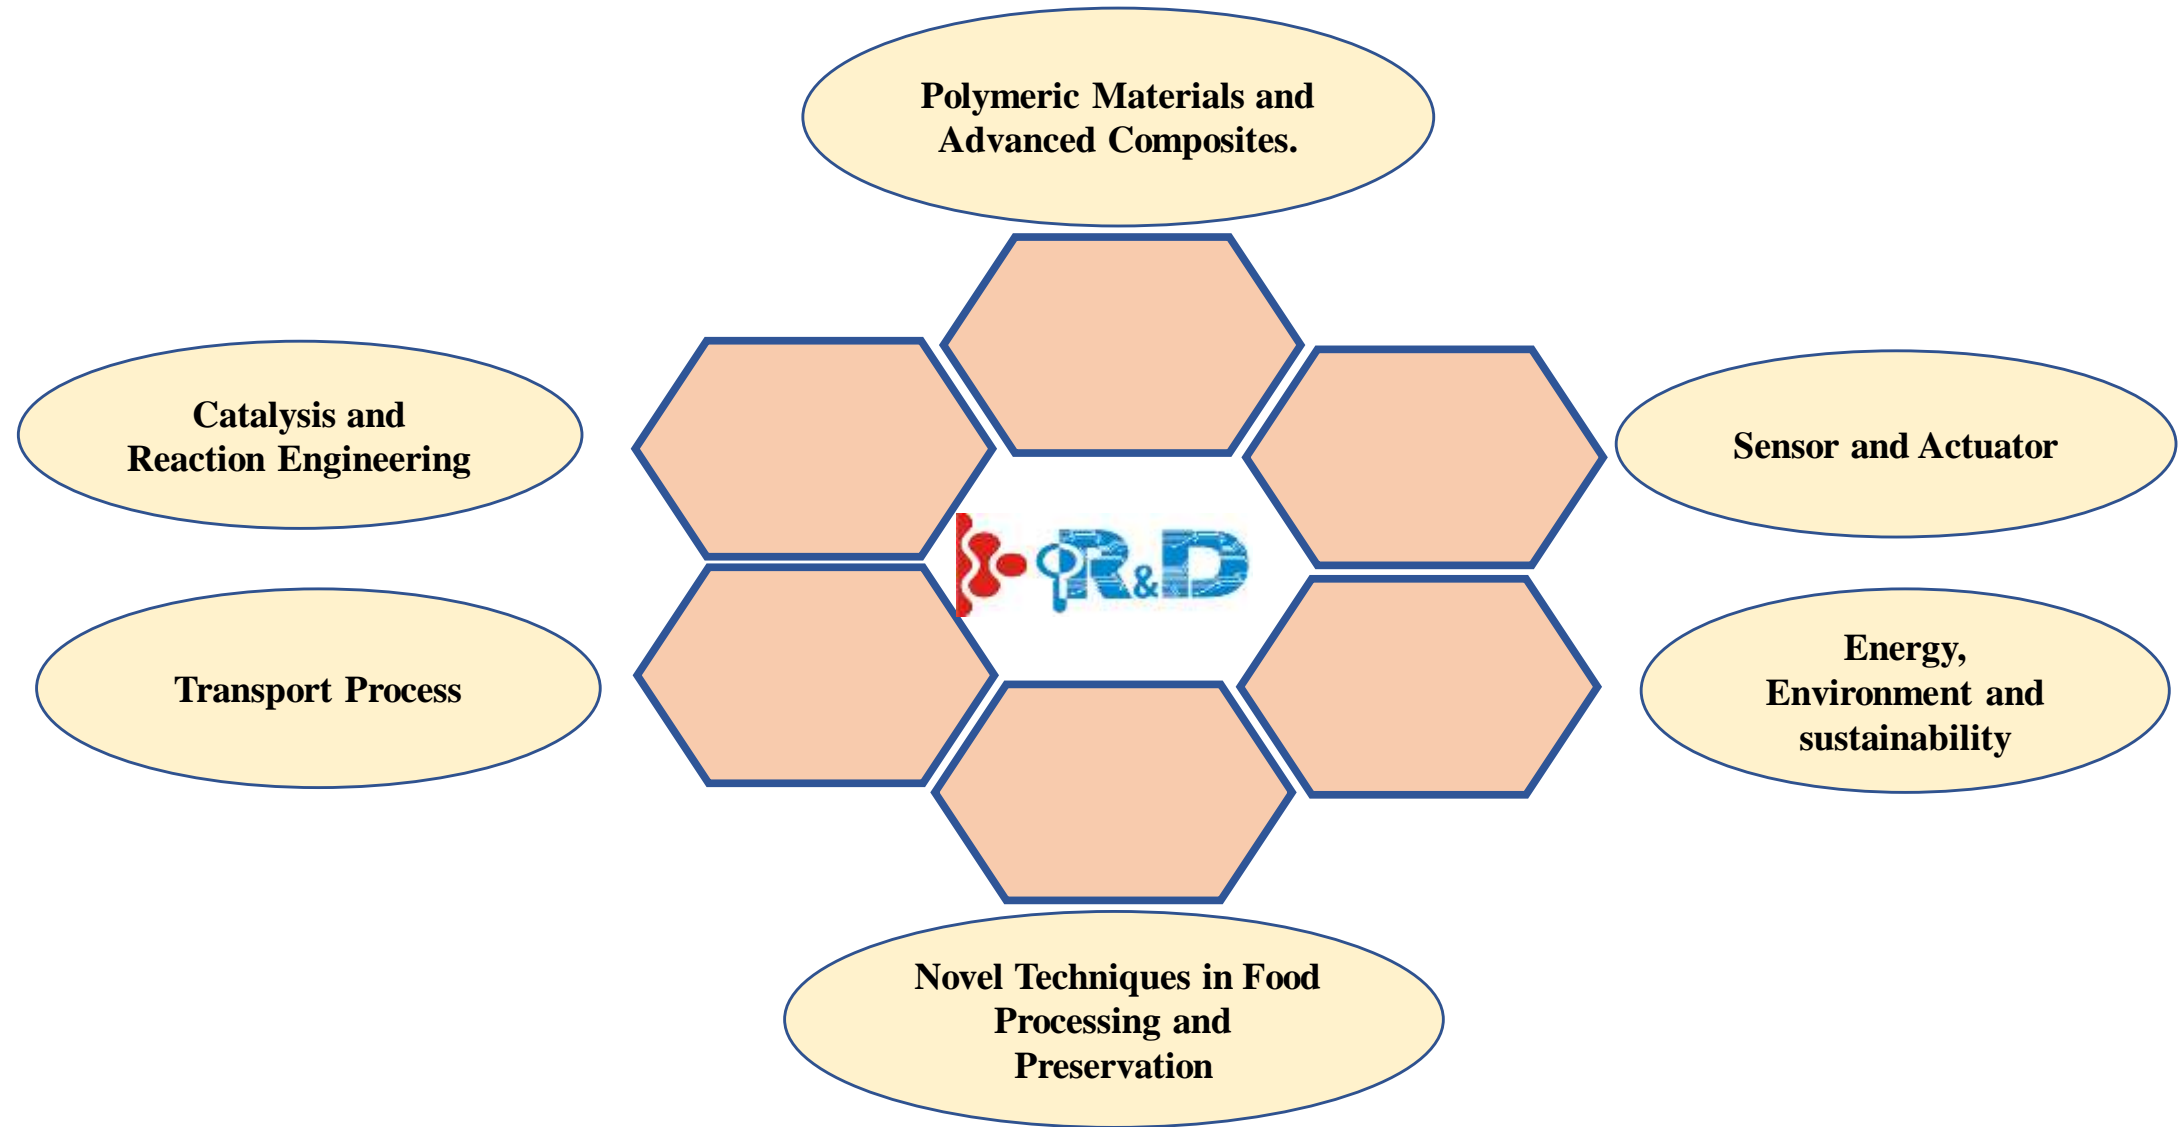 Polymeric Materials and
Advanced Composites.
Catalysis and
Reaction Engineering
Sensor and Actuator
R&D
Transport Process
Energy,
Environment and
sustainability
Novel Techniques in Food
Processing and
Preservation